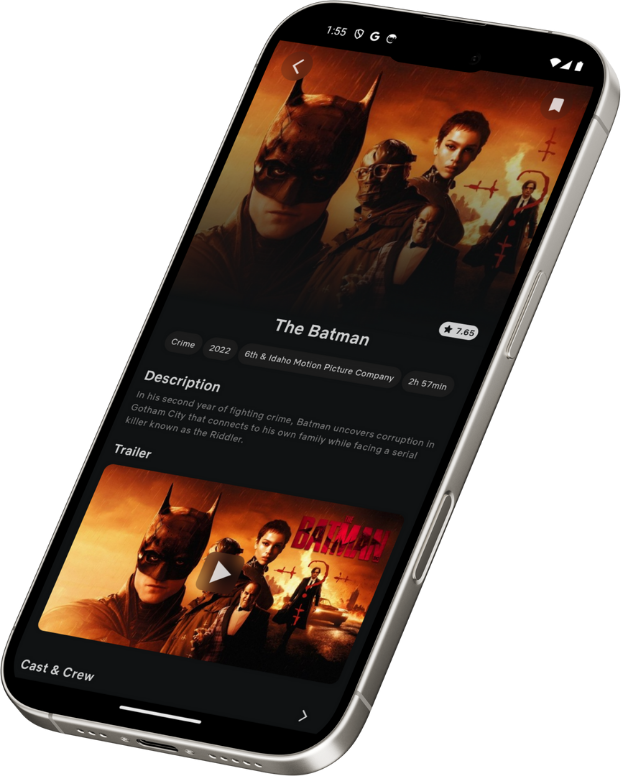 1:55
The Batman
7.65
Crime
2022
6th & Idaho Motion Picture Company
2h 57min
Description
In his second year of fighting crime, Batman uncovers corruption in
Gotham City that connects to his own family while facing a serial
killer known as the Riddler.
Trailer
BATMAN
Cast & Crew